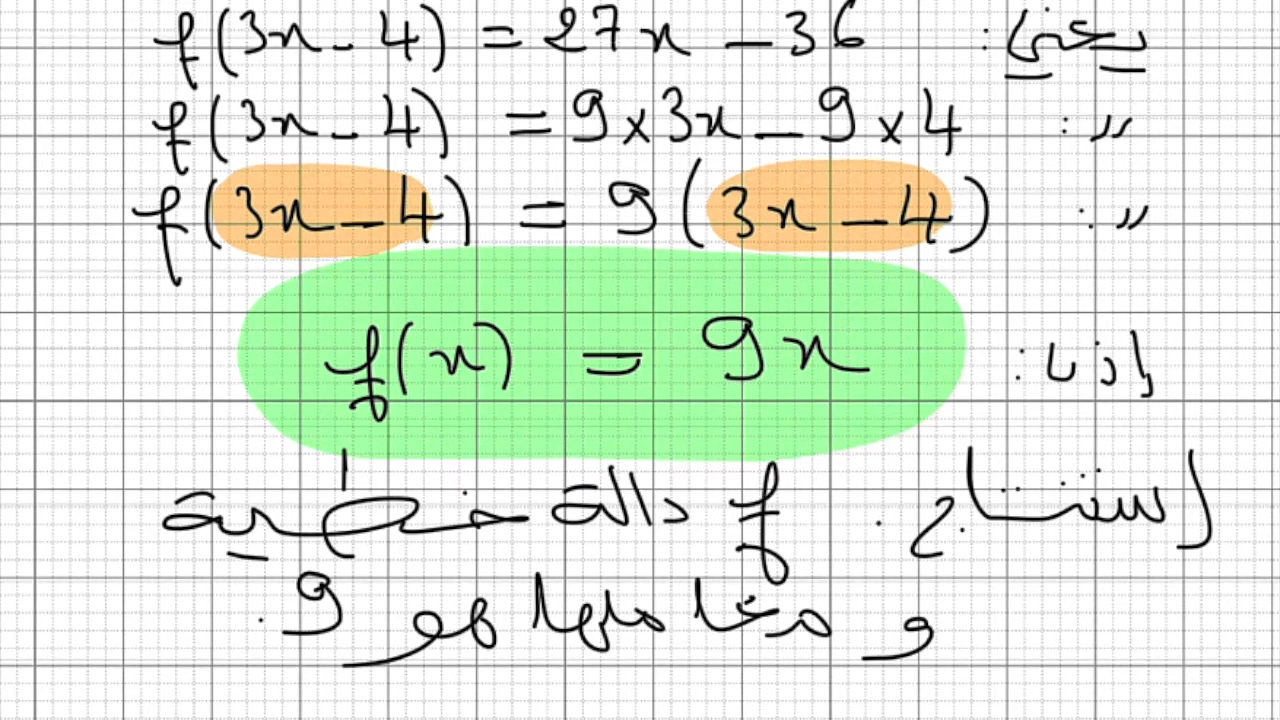 يعني: f(3x - 4) = 27x - 36
〃: f(3x - 4) = 9 × 3x - 9 × 4
〃: f(3x - 4) = 9(3x - 4)
إذن: f(x) = 9x
استنتاج. f دالة خطية
و معاملها هو 9.